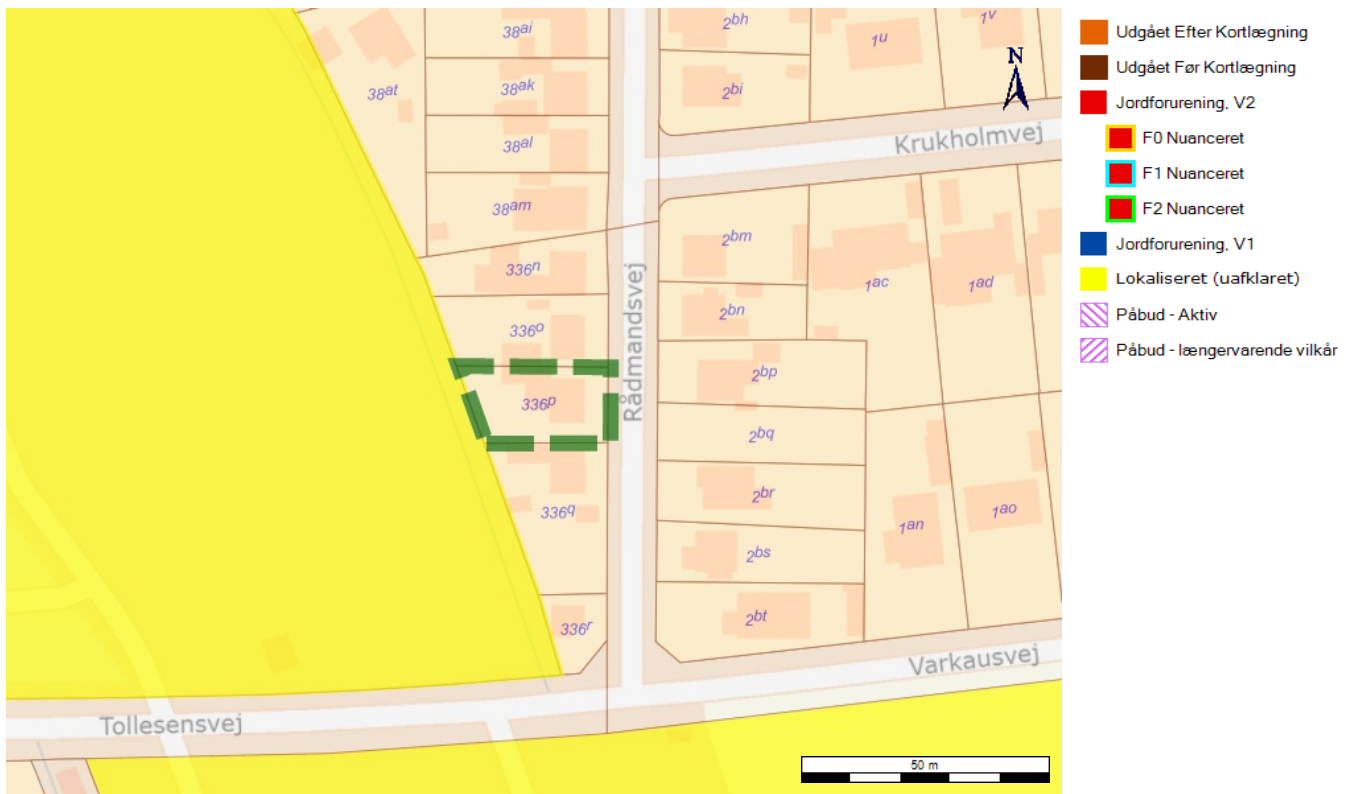 38ai
2bh
1u
1v
38at
38ak
2bi
N
38al
Krukholmvej
38am
2bm
336n
1ac
1ad
336o
2bn
Rådmandsvej
336p
2bp
2bq
336q
2br
1an
1ao
2bs
336r
2bt
Varkausvej
Tollesensvej
50 m
Udgået Efter Kortlægning
Udgået Før Kortlægning
Jordforurening, V2
F0 Nuanceret
F1 Nuanceret
F2 Nuanceret
Jordforurening, V1
Lokaliseret (uafklaret)
Påbud - Aktiv
Påbud - længervarende vilkår